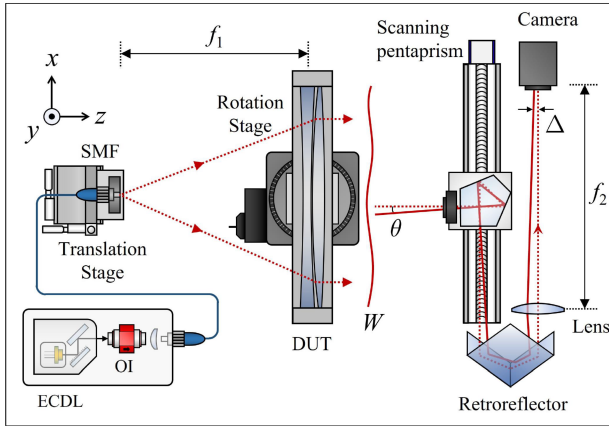 Camera
Scanning
pentaprism
f₁
x
y
z
Rotation
Stage
SMF
Δ
f₂
θ
Translation
Stage
W
Lens
DUT
OI
ECDL
Retroreflector